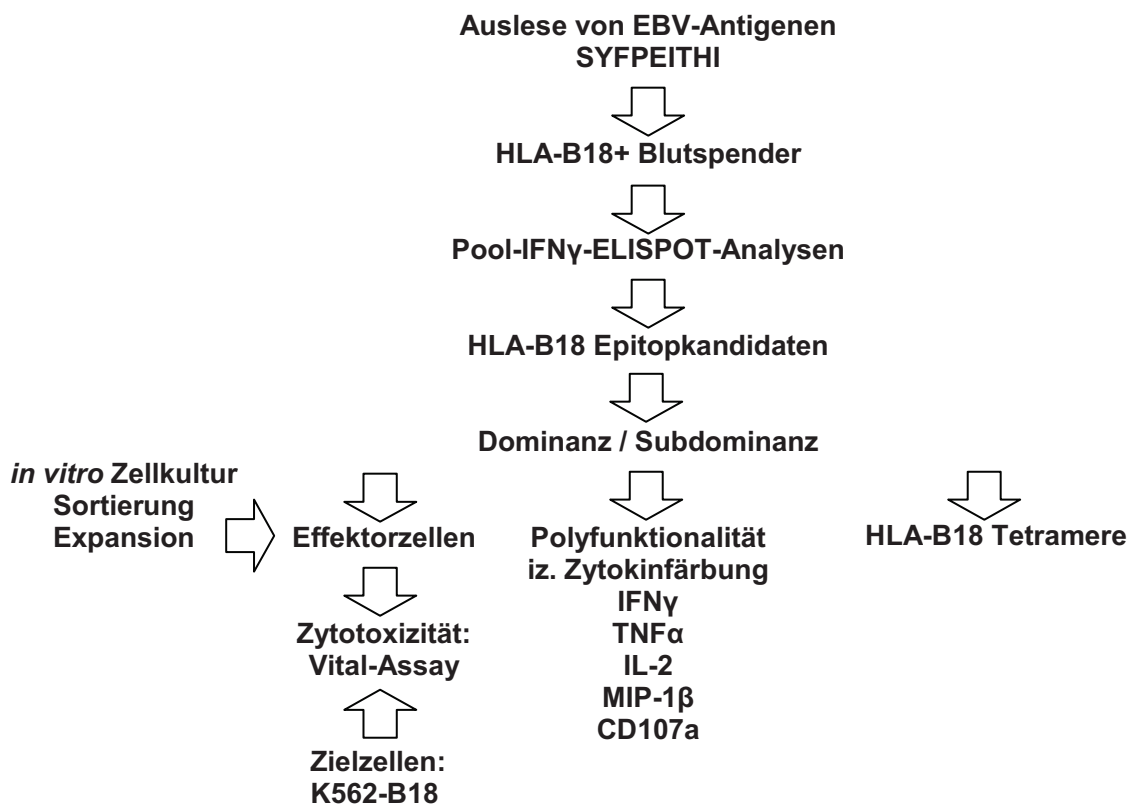 Auslese von EBV-Antigenen
SYFPEITHI
HLA-B18+ Blutspender
Pool-IFNγ-ELISPOT-Analysen
HLA-B18 Epitopkandidaten
Dominanz / Subdominanz
in vitro Zellkultur
Sortierung
Expansion
Effektorzellen
Zytotoxizität:
Vital-Assay
Zielzellen:
K562-B18
Polyfunktionalität
iz. Zytokinfärbung
IFNγ
TNFα
IL-2
MIP-1β
CD107a
HLA-B18 Tetramere